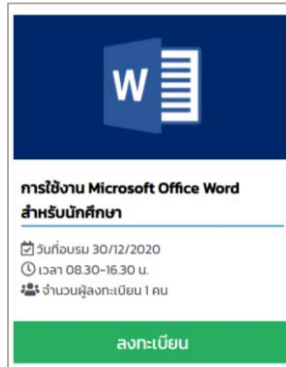 W
การใช้งาน Microsoft Office Word
สำหรับนักศึกษา
วันที่อบรม 30/12/2020
เวลา 08.30-16.30 น.
จำนวนผู้ลงทะเบียน 1 คน
ลงทะเบียน